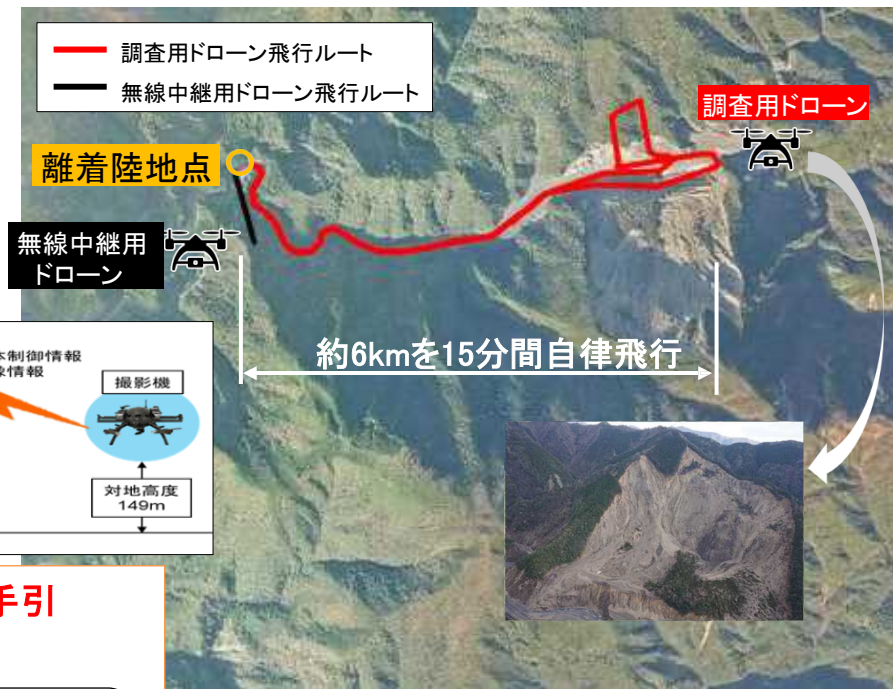 調査用ドローン飛行ルート
無線中継用ドローン飛行ルート
調査用ドローン
離着陸地点
無線中継用
ドローン
約6kmを15分間自律飛行
制御情報
情報
撮影機
対地高度
149m
手引